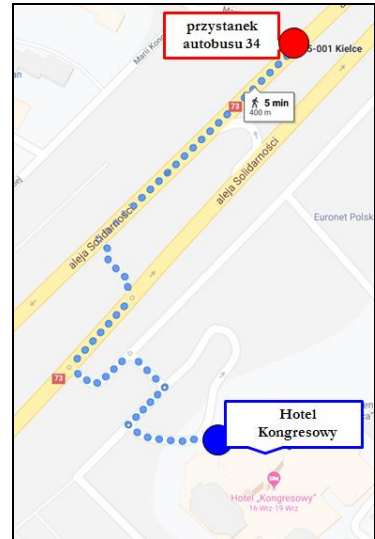 przystanek
autobusu 34
5-001 Kielce
Marii Kono
73
5 min
400 m
aleja Solidarności
aleja Solidarności
Euronet Polsk
73
Hotel
Kongresowy
Hotel „Kongresowy"
16 Wrz-19 Wrz